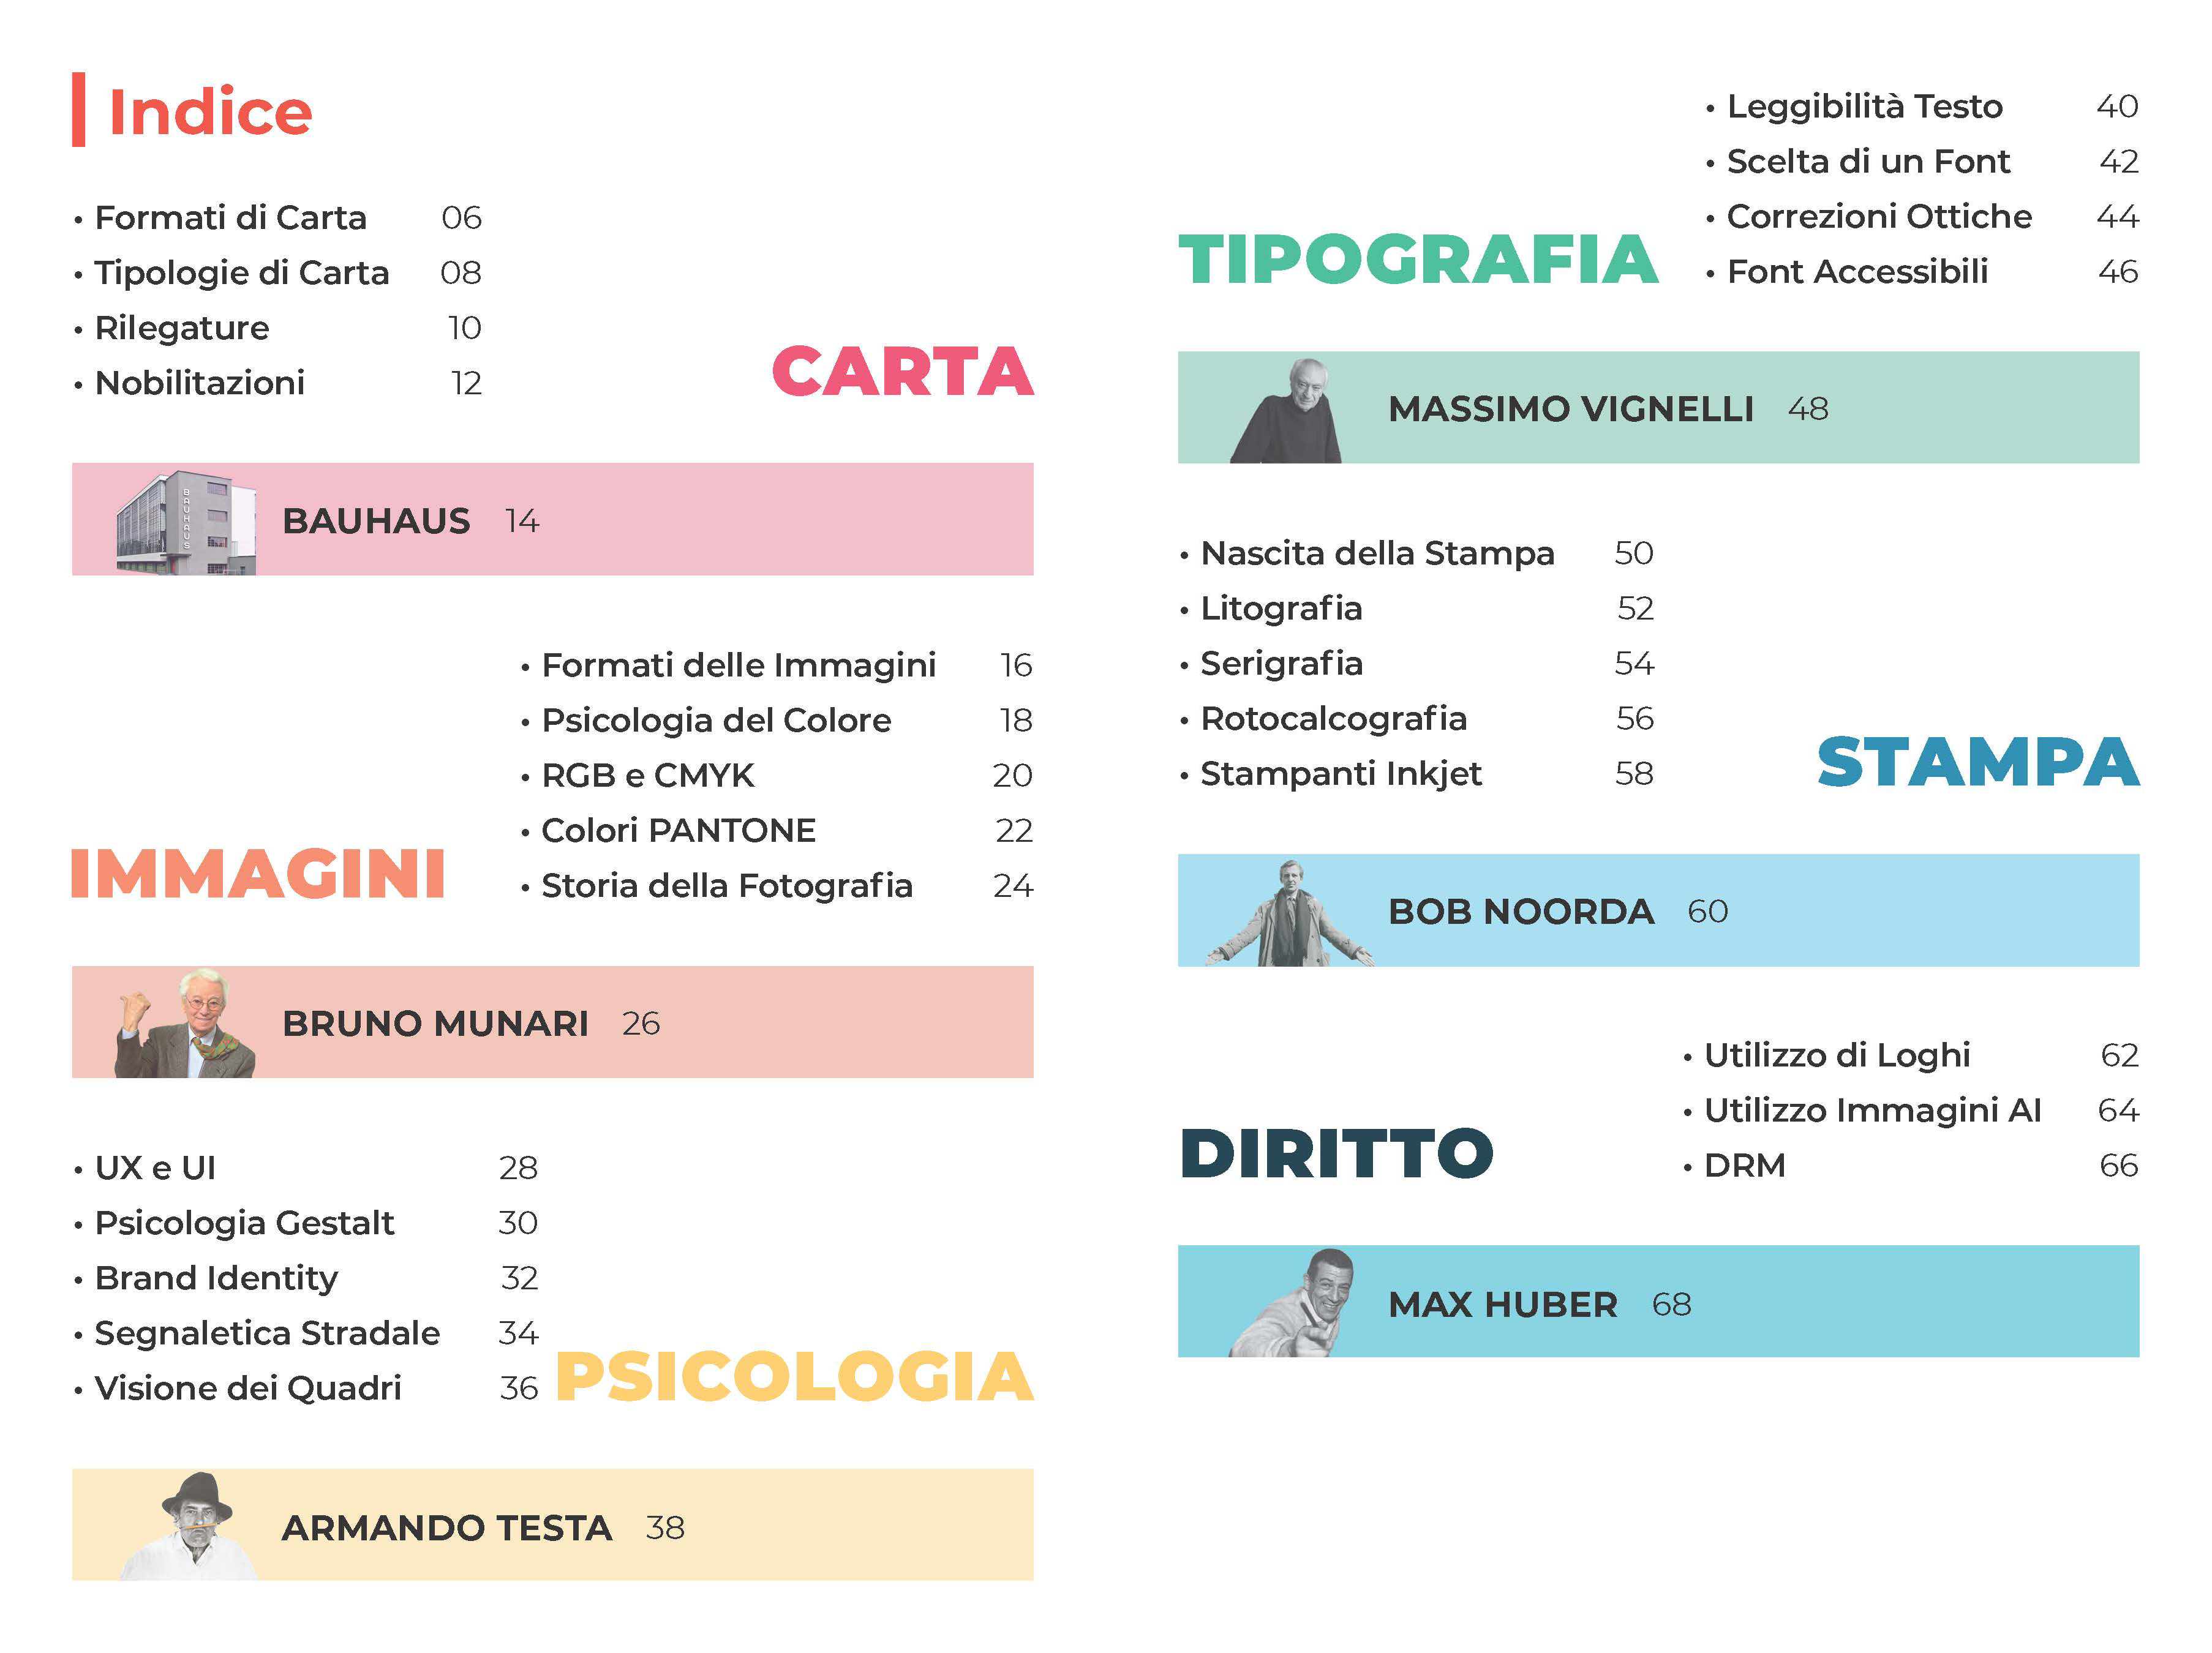 Indice
• Formati di Carta 06
• Tipologie di Carta 08
• Rilegature 10
• Nobilitazioni 12
CARTA
BAUHAUS
BAUHAUS 14
• Formati delle Immagini 16
• Psicologia del Colore 18
• RGB e CMYK 20
• Colori PANTONE 22
• Storia della Fotografia 24
IMMAGINI
BRUNO MUNARI 26
• UX e UI 28
• Psicologia Gestalt 30
• Brand Identity 32
• Segnaletica Stradale 34
• Visione dei Quadri 36
PSICOLOGIA
ARMANDO TESTA 38
• Leggibilità Testo 40
• Scelta di un Font 42
• Correzioni Ottiche 44
• Font Accessibili 46
TIPOGRAFIA
MASSIMO VIGNELLI 48
• Nascita della Stampa 50
• Litografia 52
• Serigrafia 54
• Rotocalcografia 56
• Stampanti Inkjet 58
STAMPA
BOB NOORDA 60
• Utilizzo di Loghi 62
• Utilizzo Immagini AI 64
• DRM 66
DIRITTO
MAX HUBER 68